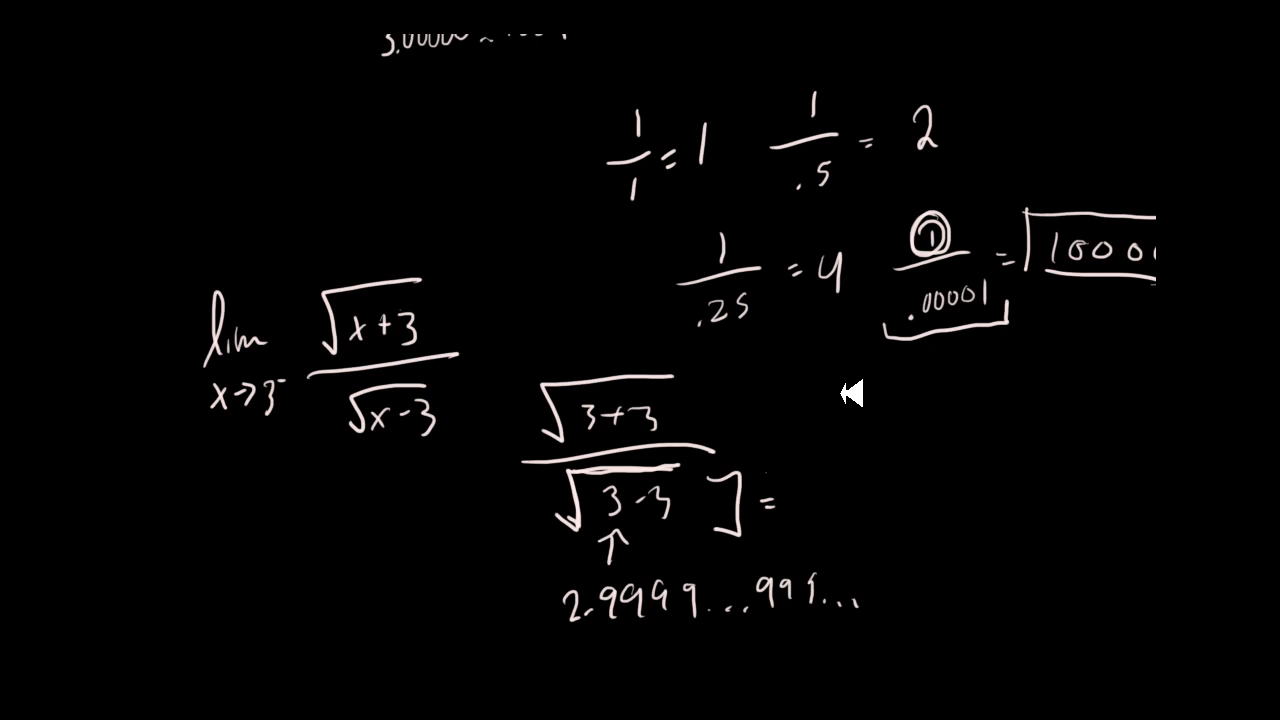 1/1 = 1 1/.5 = 2
1/.25 = 4 1/.00001 = 1000
lim x→3⁻ √(x+3)/√(x-3)
√(3+3)/√(3-3) ] =
↑
2.9999...999...